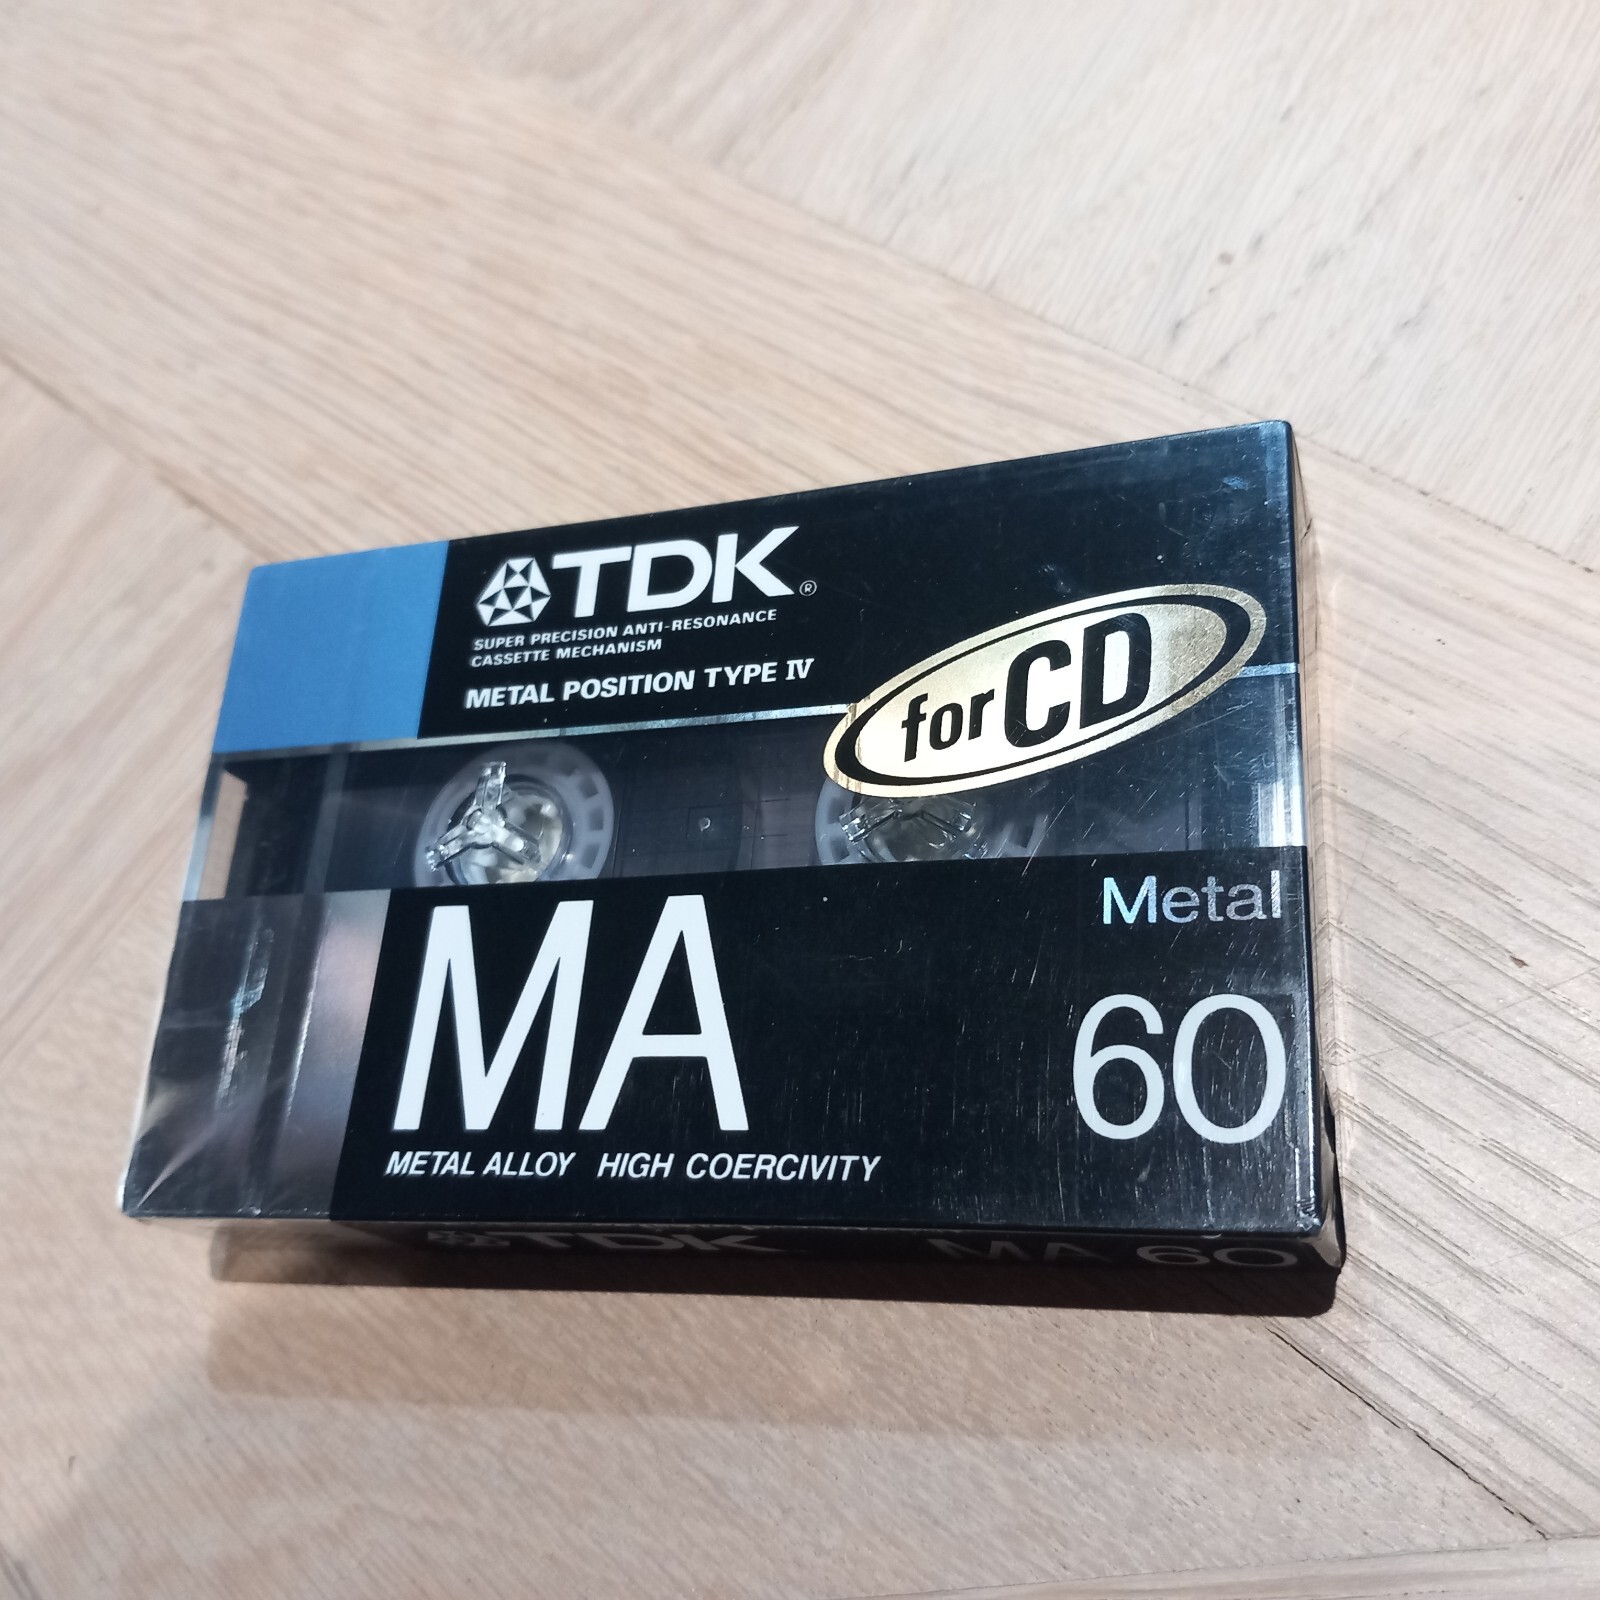 TDK®
SUPER PRECISION ANTI-RESONANCE
CASSETTE MECHANISM
METAL POSITION TYPE IV
for CD
Metal
MA
60
METAL ALLOY HIGH COERCIVITY
TDK MA 60